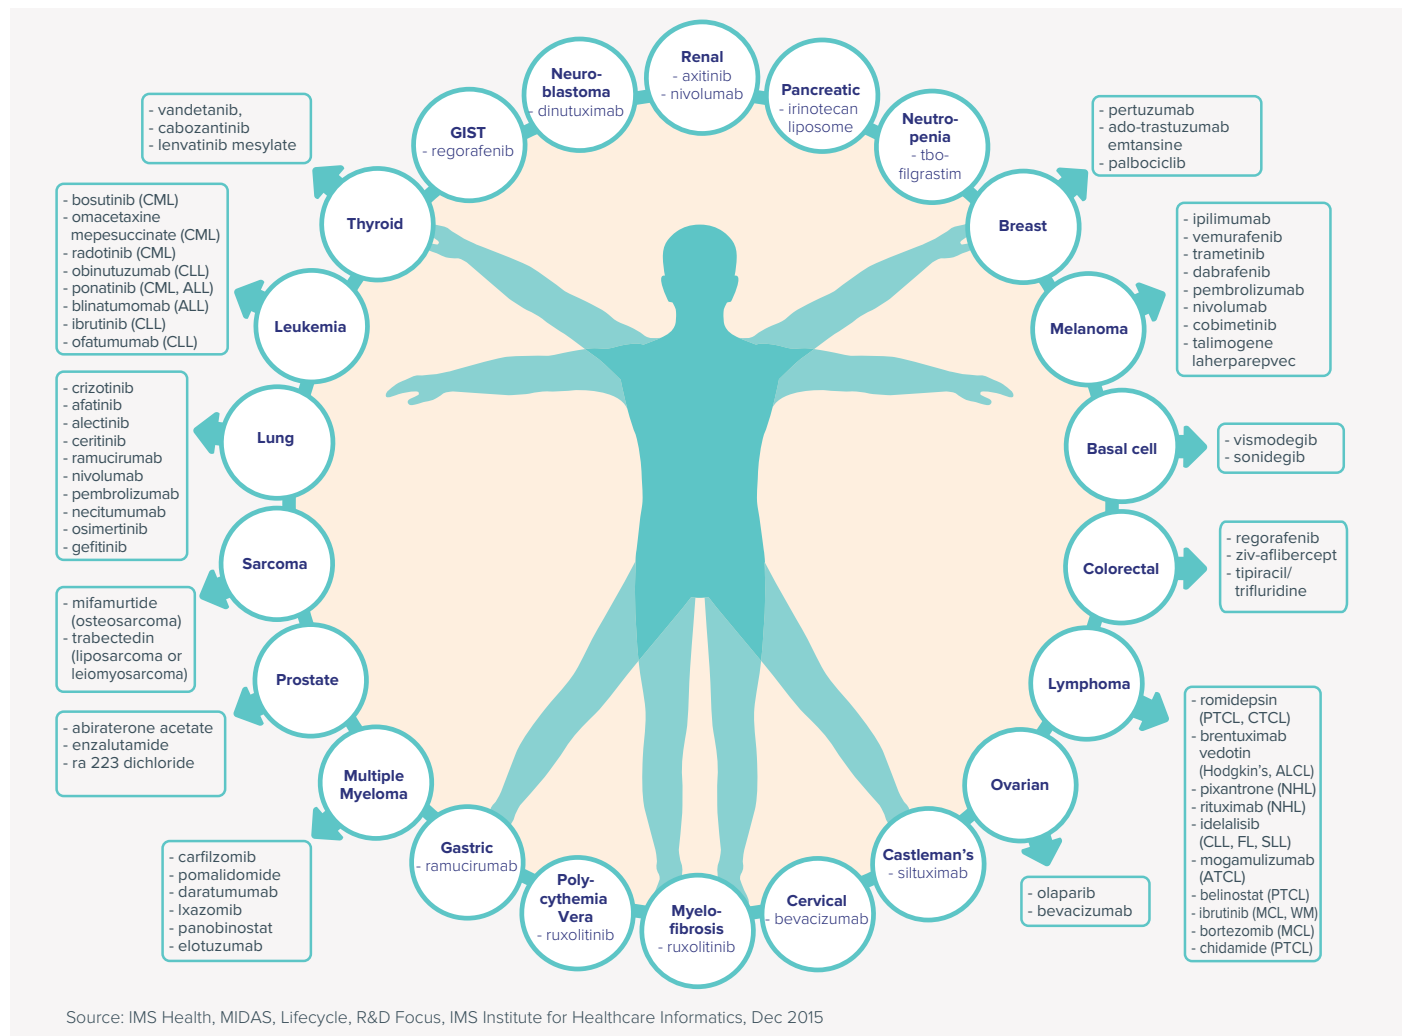 Renal
- axitinib
- nivolumab
Pancreatic
- irinotecan
liposome
Neutro-
penia
- tbo-
filgrastim
Breast
- pertuzumab
- ado-trastuzumab
emtansine
- palbociclib
Melanoma
- ipilimumab
- vemurafenib
- trametinib
- dabrafenib
- pembrolizumab
- nivolumab
- cobimetinib
- talimogene
laherparepvec
Basal cell
- vismodegib
- sonidegib
Colorectal
- regorafenib
- ziv-aflibercept
- tipiracil/
trifluridine
Lymphoma
- romidepsin
(PTCL, CTCL)
- brentuximab
vedotin
(Hodgkin's, ALCL)
- pixantrone (NHL)
- rituximab (NHL)
- idelalisib
(CLL, FL, SLL)
- mogamulizumab
(ATCL)
- belinostat (PTCL)
- ibrutinib (MCL, WM)
- bortezomib (MCL)
- chidamide (PTCL)
Ovarian
- olaparib
- bevacizumab
Castleman's
- siltuximab
Cervical
- bevacizumab
Myelo-
fibrosis
- ruxolitinib
Poly-
cythemia
Vera
- ruxolitinib
Gastric
- ramucirumab
Multiple
Myeloma
- carfilzomib
- pomalidomide
- daratumumab
- Ixazomib
- panobinostat
- elotuzumab
Prostate
- abiraterone acetate
- enzalutamide
- ra 223 dichloride
Sarcoma
- mifamurtide
(osteosarcoma)
- trabectedin
(liposarcoma or
leiomyosarcoma)
Lung
- crizotinib
- afatinib
- alectinib
- ceritinib
- ramucirumab
- nivolumab
- pembrolizumab
- necitumumab
- osimertinib
- gefitinib
Leukemia
- bosutinib (CML)
- omacetaxine
mepesuccinate (CML)
- radotinib (CML)
- obinutuzumab (CLL)
- ponatinib (CML, ALL)
- blinatumomab (ALL)
- ibrutinib (CLL)
- ofatumumab (CLL)
Thyroid
- vandetanib,
- cabozantinib
- lenvatinib mesylate
GIST
- regorafenib
Neuro-
blastoma
- dinutuximab
Source: IMS Health, MIDAS, Lifecycle, R&D Focus, IMS Institute for Healthcare Informatics, Dec 2015